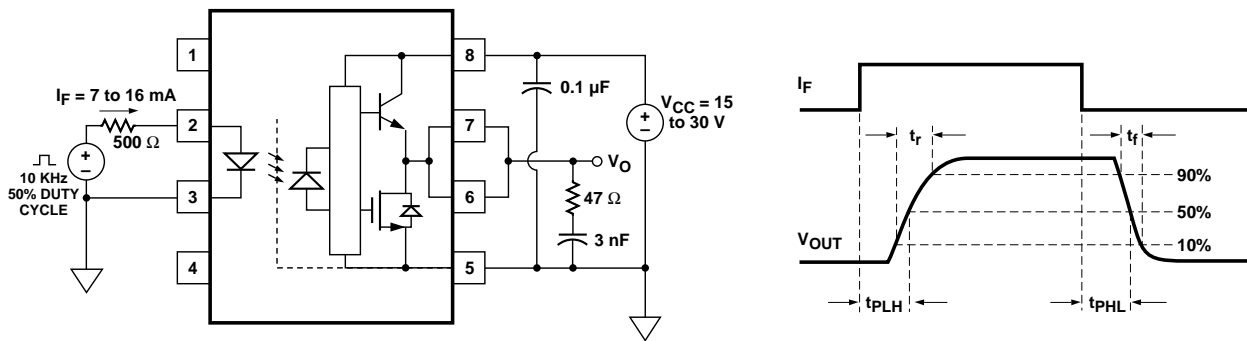 1
2
3
4
8
7
6
5
I_F = 7 to 16 mA
500 Ω
+
–
10 KHz
50% DUTY
CYCLE
0.1 µF
V_CC = 15
to 30 V
+
–
V_O
47 Ω
3 nF
I_F
t_r
t_f
90%
50%
10%
V_OUT
t_PLH
t_PHL